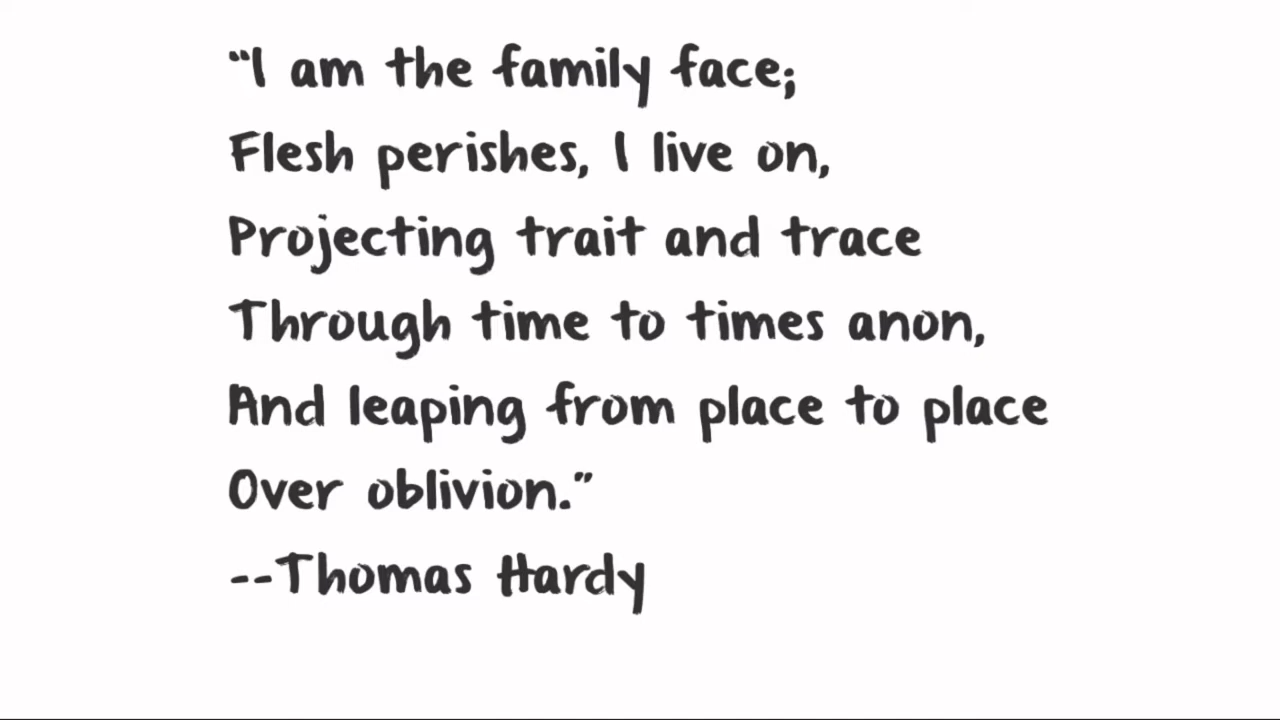 “I am the family face;
Flesh perishes, I live on,
Projecting trait and trace
Through time to times anon,
And leaping from place to place
Over oblivion.”
--Thomas Hardy